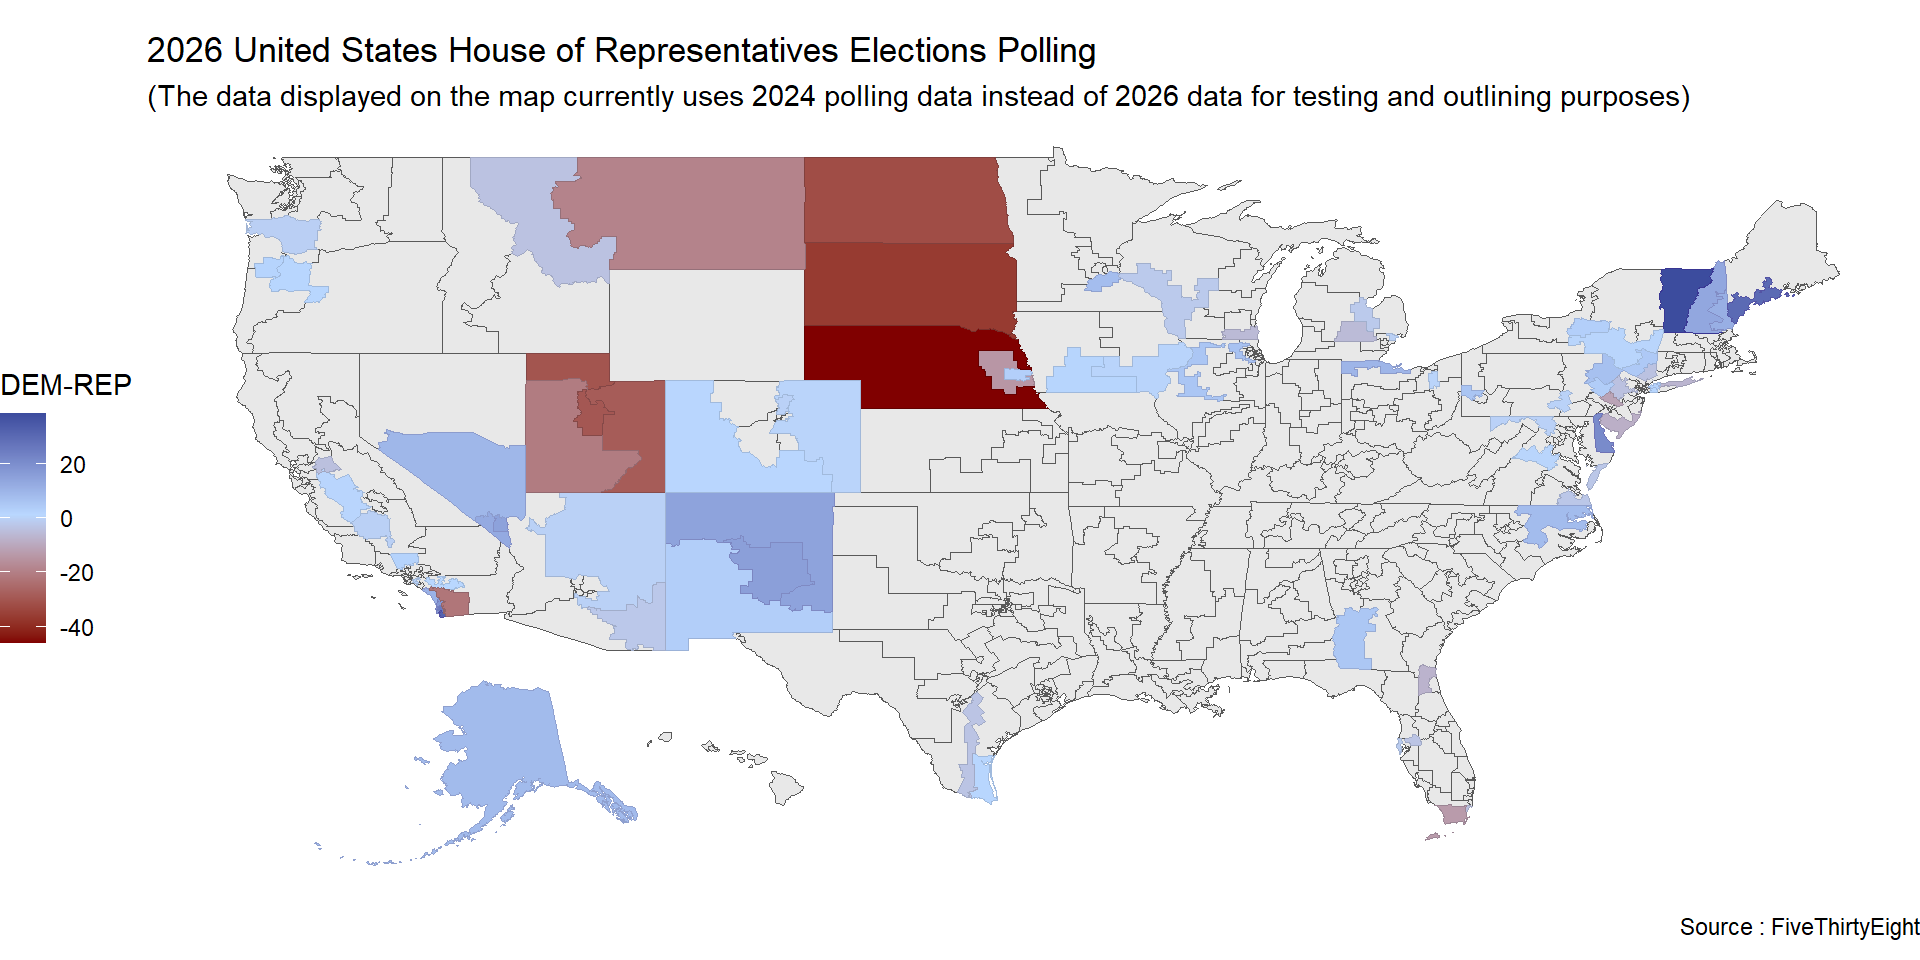 2026 United States House of Representatives Elections Polling
(The data displayed on the map currently uses 2024 polling data instead of 2026 data for testing and outlining purposes)
DEM-REP
20
0
-20
-40
Source : FiveThirtyEight